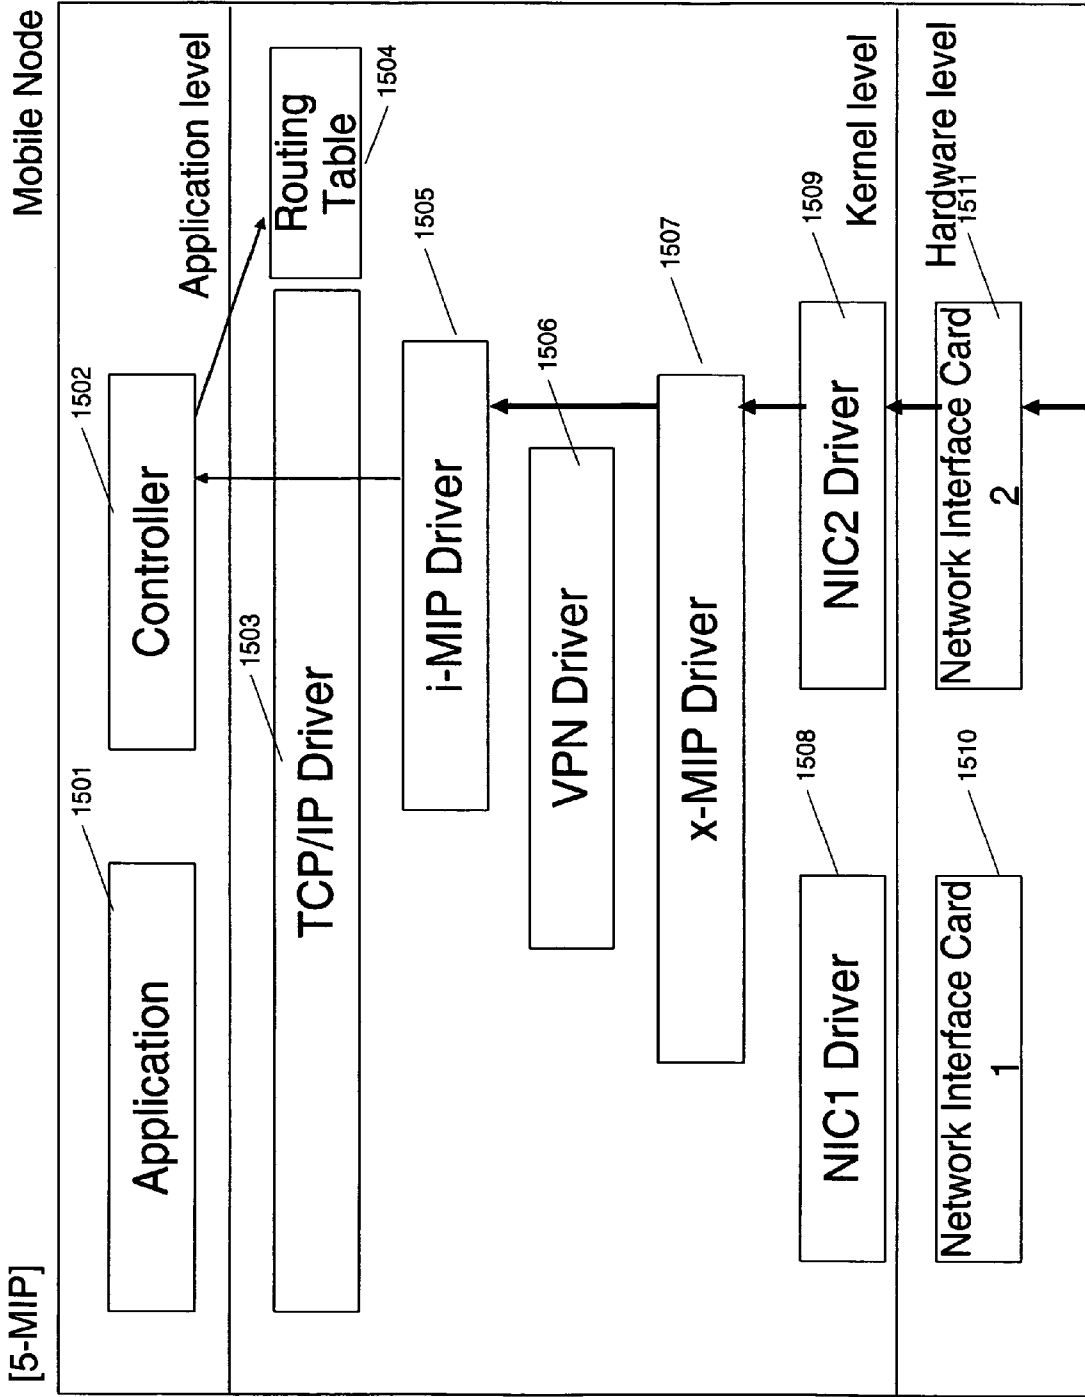 [5-MIP]
Mobile Node
Application level
1501
Application
1502
Controller
1503
TCP/IP Driver
Routing
Table
1504
i-MIP Driver
1505
VPN Driver
1506
x-MIP Driver
1507
NIC1 Driver
1508
NIC2 Driver
1509
Kernel level
Hardware level
Network Interface Card
1
1510
Network Interface Card
2
1511